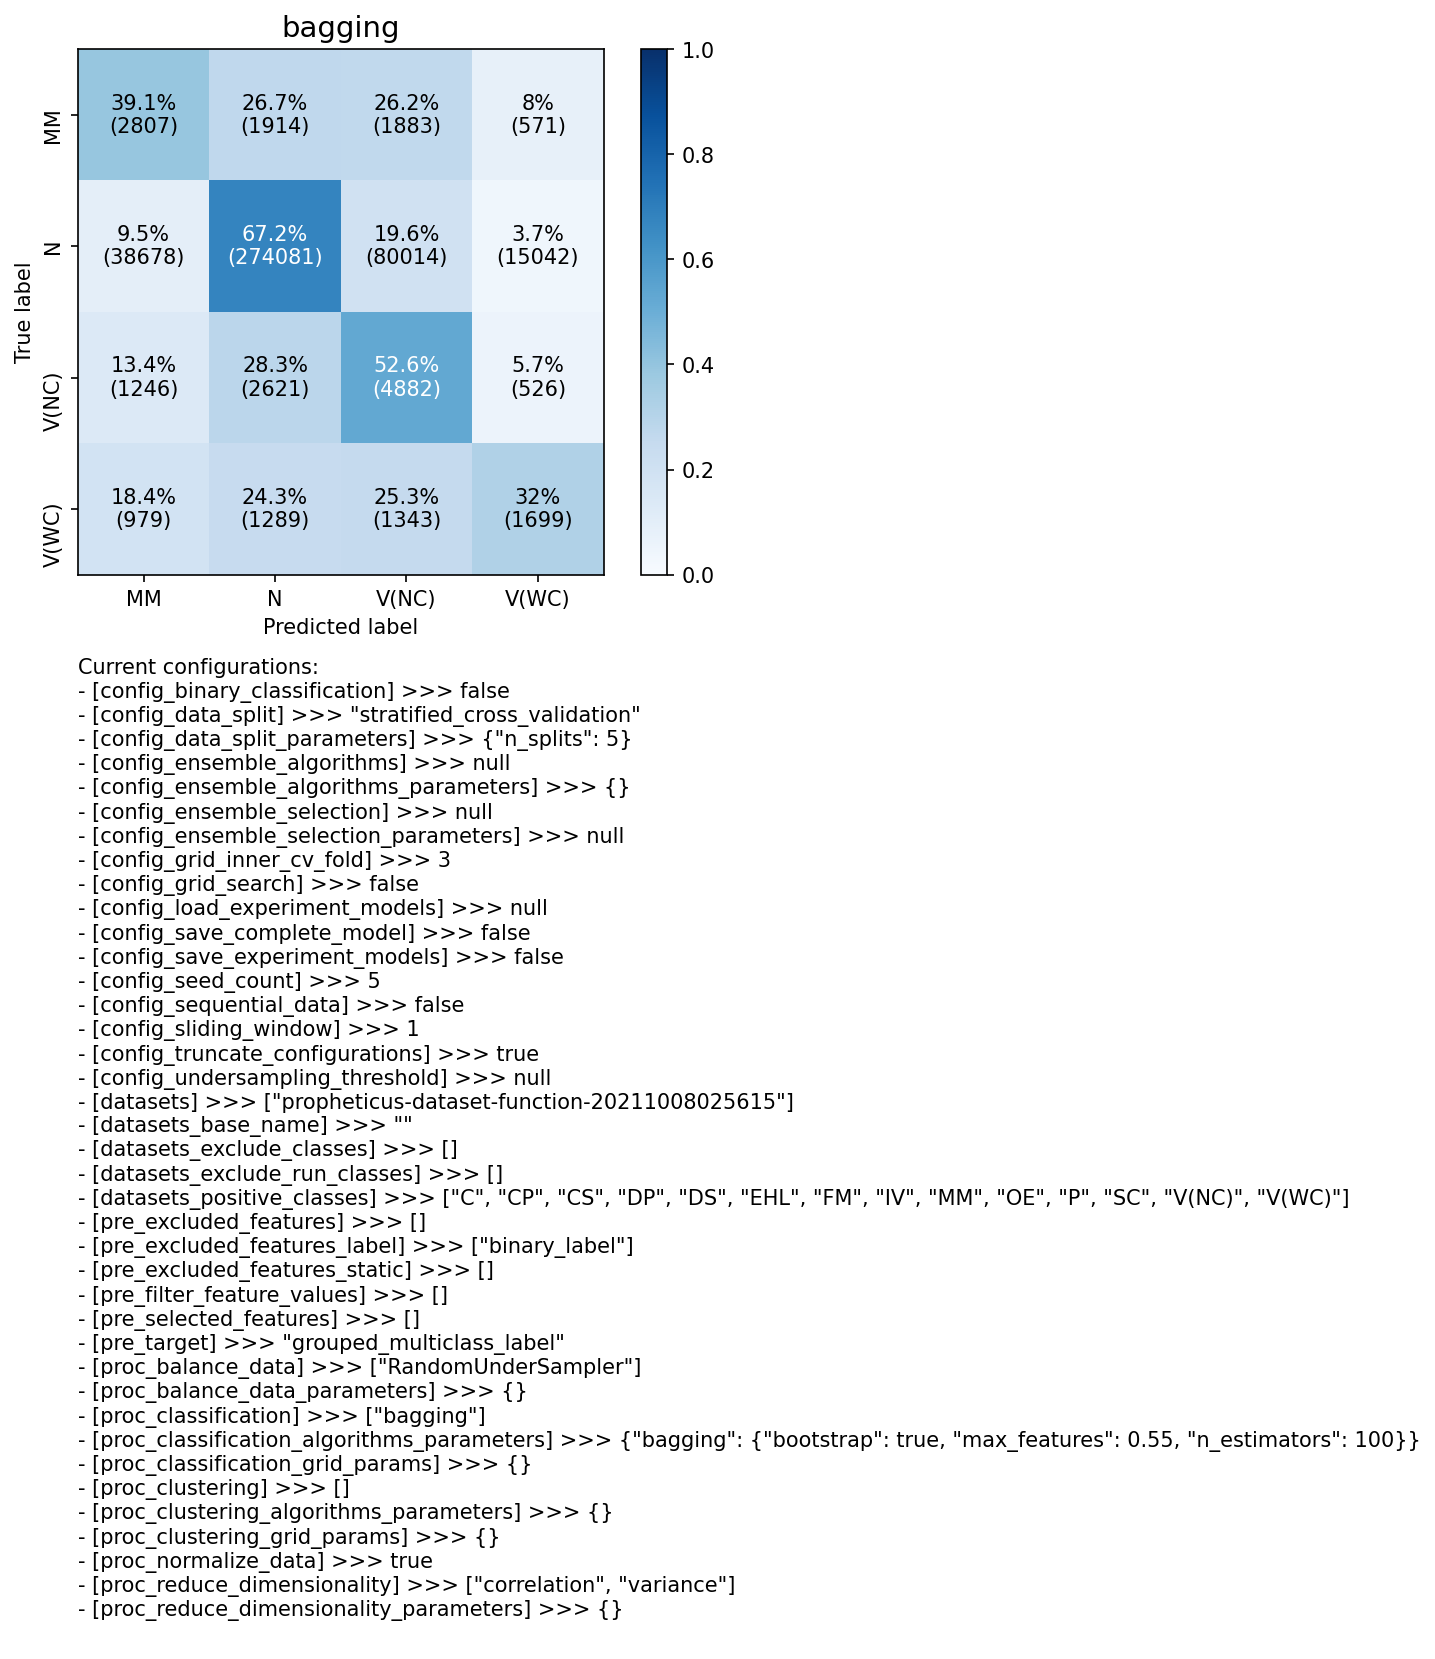 bagging
39.1% 26.7% 26.2% 8%
(2807) (1914) (1883) (571)
9.5% 67.2% 19.6% 3.7%
(38678) (274081) (80014) (15042)
13.4% 28.3% 52.6% 5.7%
(1246) (2621) (4882) (526)
18.4% 24.3% 25.3% 32%
(979) (1289) (1343) (1699)
True label
MM
N
V(NC)
V(WC)
MM N V(NC) V(WC)
Predicted label
1.0
0.8
0.6
0.4
0.2
0.0
Current configurations:
- [config_binary_classification] >>> false
- [config_data_split] >>> "stratified_cross_validation"
- [config_data_split_parameters] >>> {"n_splits": 5}
- [config_ensemble_algorithms] >>> null
- [config_ensemble_algorithms_parameters] >>> {}
- [config_ensemble_selection] >>> null
- [config_ensemble_selection_parameters] >>> null
- [config_grid_inner_cv_fold] >>> 3
- [config_grid_search] >>> false
- [config_load_experiment_models] >>> null
- [config_save_complete_model] >>> false
- [config_save_experiment_models] >>> false
- [config_seed_count] >>> 5
- [config_sequential_data] >>> false
- [config_sliding_window] >>> 1
- [config_truncate_configurations] >>> true
- [config_undersampling_threshold] >>> null
- [datasets] >>> ["propheticus-dataset-function-20211008025615"]
- [datasets_base_name] >>> ""
- [datasets_exclude_classes] >>> []
- [datasets_exclude_run_classes] >>> []
- [datasets_positive_classes] >>> ["C", "CP", "CS", "DP", "DS", "EHL", "FM", "IV", "MM", "OE", "P", "SC", "V(NC)", "V(WC)"]
- [pre_excluded_features] >>> []
- [pre_excluded_features_label] >>> ["binary_label"]
- [pre_excluded_features_static] >>> []
- [pre_filter_feature_values] >>> []
- [pre_selected_features] >>> []
- [pre_target] >>> "grouped_multiclass_label"
- [proc_balance_data] >>> ["RandomUnderSampler"]
- [proc_balance_data_parameters] >>> {}
- [proc_classification] >>> ["bagging"]
- [proc_classification_algorithms_parameters] >>> {"bagging": {"bootstrap": true, "max_features": 0.55, "n_estimators": 100}}
- [proc_classification_grid_params] >>> {}
- [proc_clustering] >>> []
- [proc_clustering_algorithms_parameters] >>> {}
- [proc_clustering_grid_params] >>> {}
- [proc_normalize_data] >>> true
- [proc_reduce_dimensionality] >>> ["correlation", "variance"]
- [proc_reduce_dimensionality_parameters] >>> {}